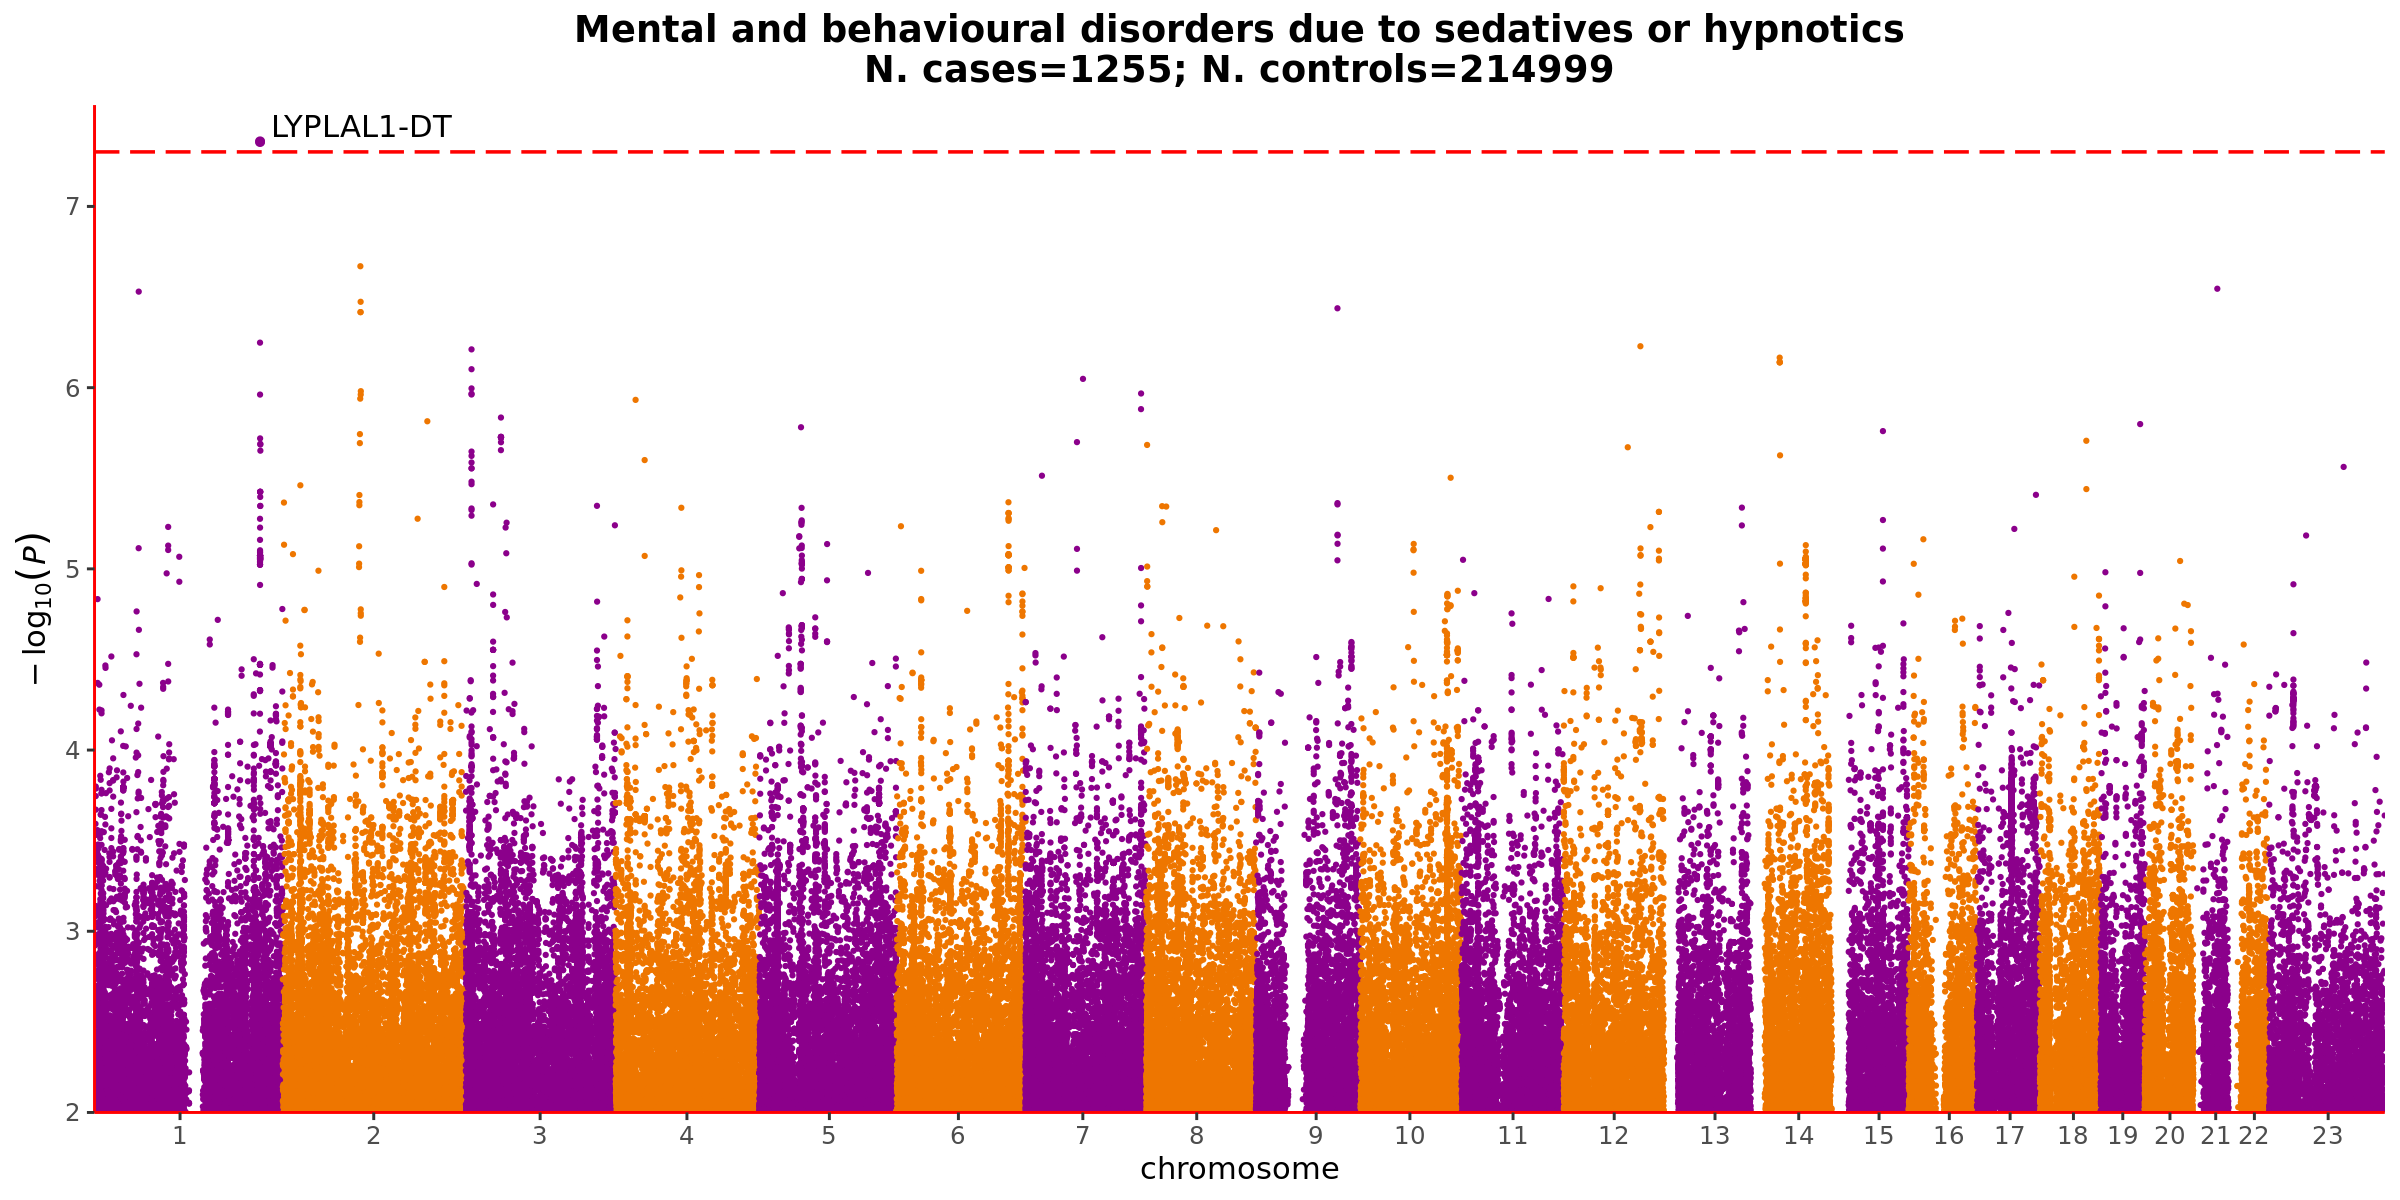 Mental and behavioural disorders due to sedatives or hypnotics
N. cases=1255; N. controls=214999
LYPLAL1-DT
7
6
5
4
3
2
− log₁₀(P)
1 2 3 4 5 6 7 8 9 10 11 12 13 14 15 16 17 18 19 20 21 22 23
chromosome